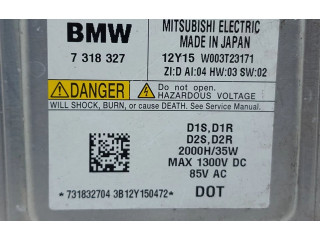 BMW
MITSUBISHI ELECTRIC
MADE IN JAPAN
7 318 327
12Y15 W003T23171
ZI:D AI:04 HW:03 SW:02
DANGER
Do not open.
HAZARDOUS VOLTAGE
WILL SHOCK, BURN, or cause DEATH. See Service Manual.
D1S,D1R
D2S,D2R
2000H/35W
MAX 1300V DC
85V AC
*731832704 3B12Y150472*
DOT